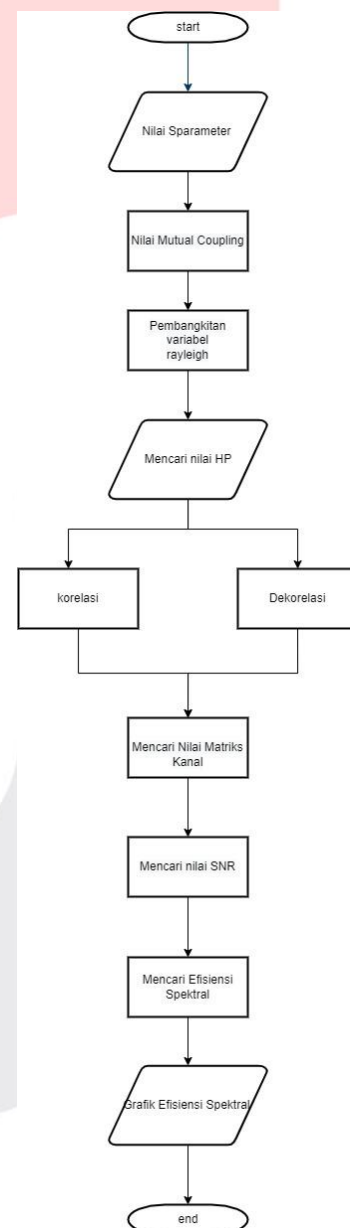 start
Nilai Sparameter
Nilai Mutual Coupling
Pembangkitan
variabel
rayleigh
Mencari nilai HP
korelasi
Dekorelasi
Mencari Nilai Matriks
Kanal
Mencari nilai SNR
Mencari Efisiensi
Spektral
Grafik Efisiensi Spektral
end